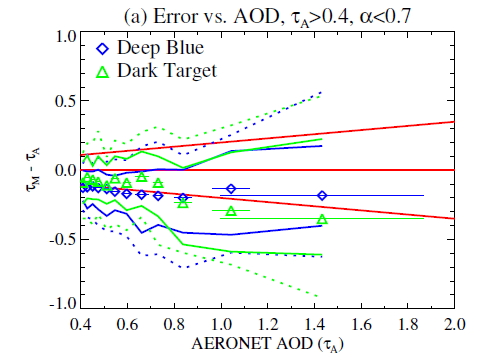 (a) Error vs. AOD, τA>0.4, α<0.7
Deep Blue
Dark Target
1.0
0.5
0.0
-0.5
-1.0
τM - τA
0.4 0.6 0.8 1.0 1.2 1.4 1.6 1.8 2.0
AERONET AOD (τA)